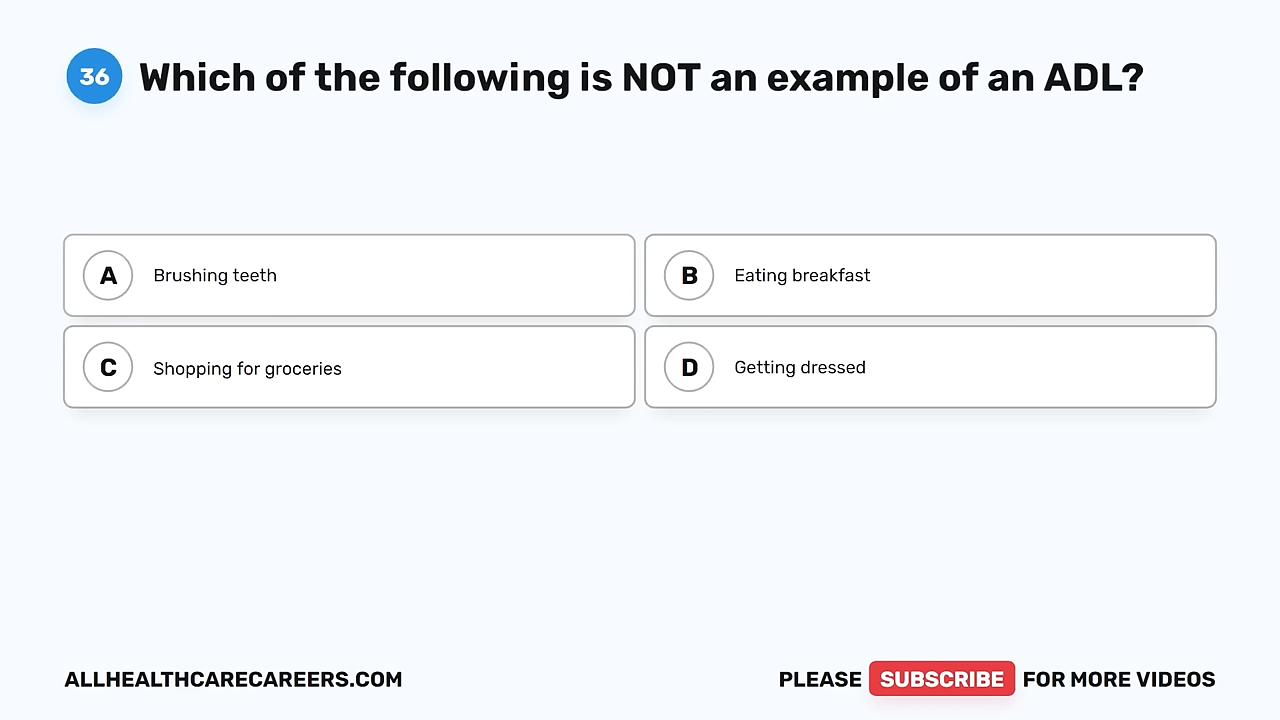 36 Which of the following is NOT an example of an ADL?
A Brushing teeth
B Eating breakfast
C Shopping for groceries
D Getting dressed
ALLHEALTHCARECAREERS.COM
PLEASE SUBSCRIBE FOR MORE VIDEOS